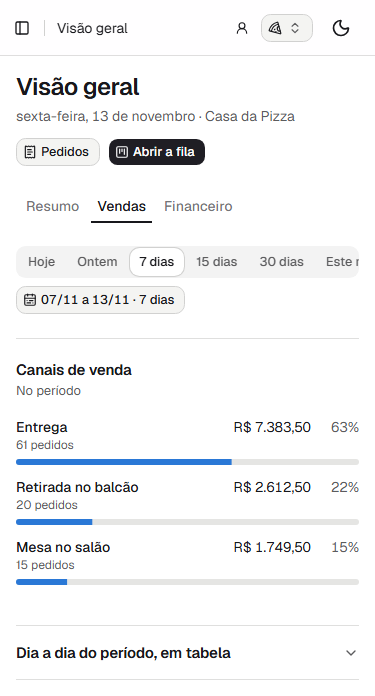 Visão geral
Visão geral
sexta-feira, 13 de novembro · Casa da Pizza
Pedidos
Abrir a fila
Resumo Vendas Financeiro
Hoje Ontem 7 dias 15 dias 30 dias Este
07/11 a 13/11 · 7 dias
Canais de venda
No período
Entrega R$ 7.383,50 63%
61 pedidos
Retirada no balcão R$ 2.612,50 22%
20 pedidos
Mesa no salão R$ 1.749,50 15%
15 pedidos
Dia a dia do período, em tabela